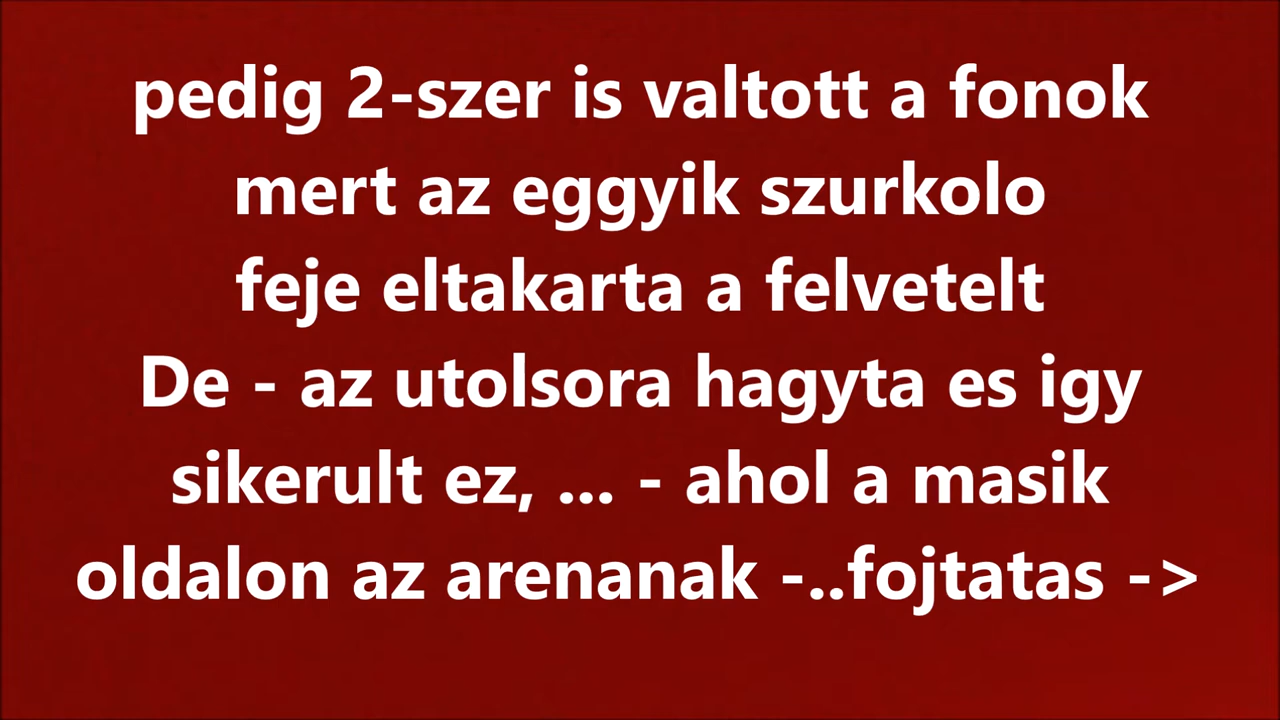 pedig 2-szer is valtott a fonok
mert az eggyik szurkolo
feje eltakarta a felvetelt
De - az utolsora hagyta es igy
sikerult ez, ... - ahol a masik
oldalon az arenanak -..fojtatas ->